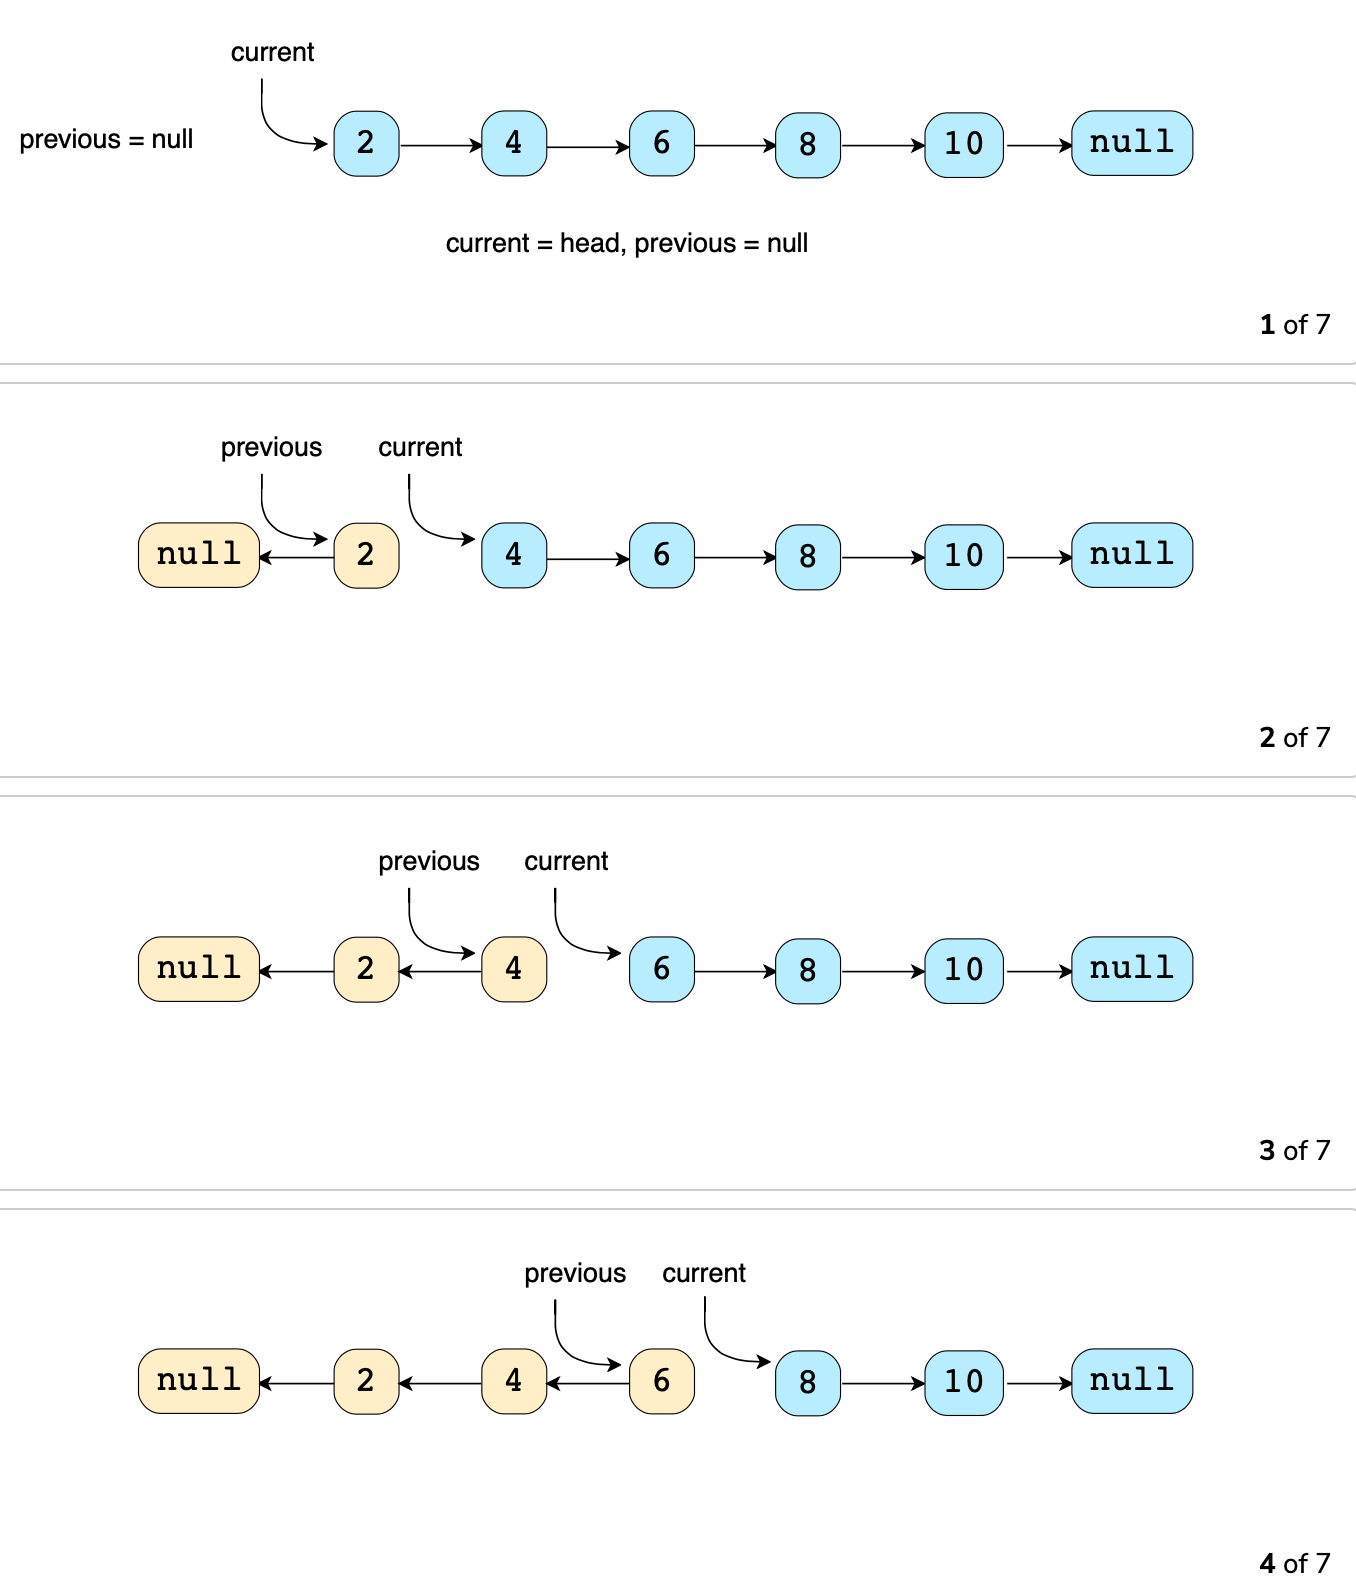 current
previous = null
2 4 6 8 10 null
current = head, previous = null
1 of 7
previous current
null 2 4 6 8 10 null
2 of 7
previous current
null 2 4 6 8 10 null
3 of 7
previous current
null 2 4 6 8 10 null
4 of 7